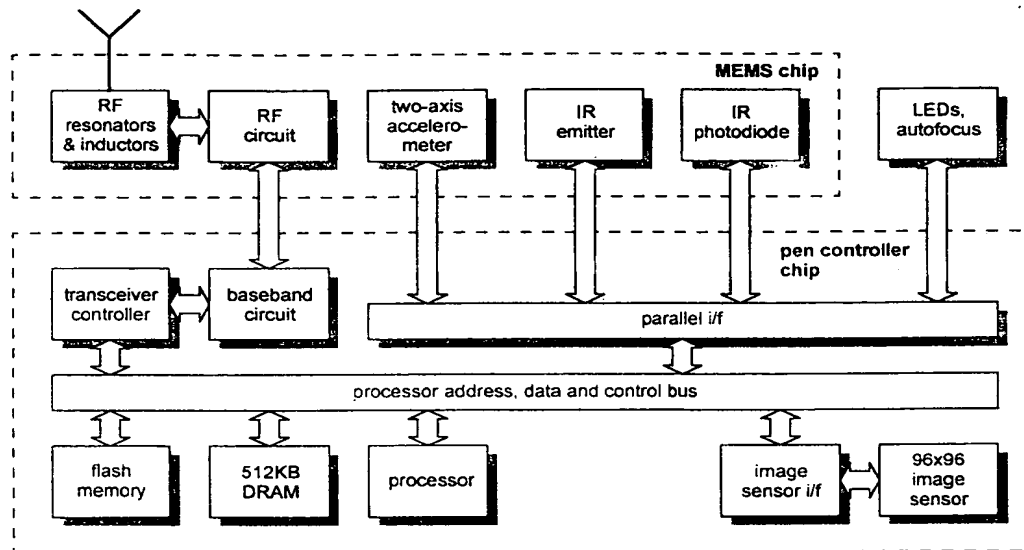 MEMS chip
RF
resonators
& inductors
RF
circuit
two-axis
accelero-
meter
IR
emitter
IR
photodiode
LEDs,
autofocus
pen controller
chip
transceiver
controller
baseband
circuit
parallel i/f
processor address, data and control bus
flash
memory
512KB
DRAM
processor
image
sensor i/f
96x96
image
sensor